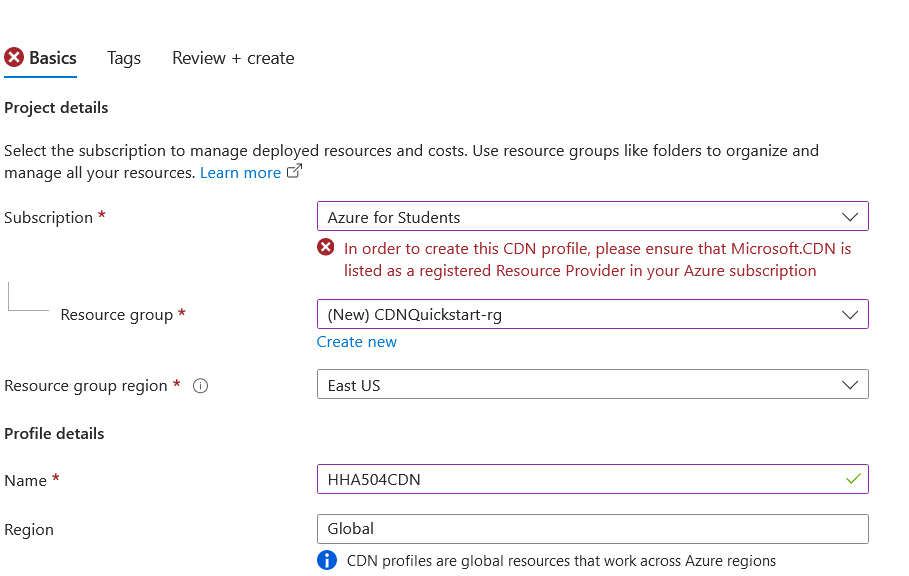 Basics Tags Review + create
Project details
Select the subscription to manage deployed resources and costs. Use resource groups like folders to organize and
manage all your resources. Learn more
Subscription * Azure for Students
In order to create this CDN profile, please ensure that Microsoft.CDN is
listed as a registered Resource Provider in your Azure subscription
Resource group * (New) CDNQuickstart-rg
Create new
Resource group region * East US
Profile details
Name * HHA504CDN
Region Global
CDN profiles are global resources that work across Azure regions